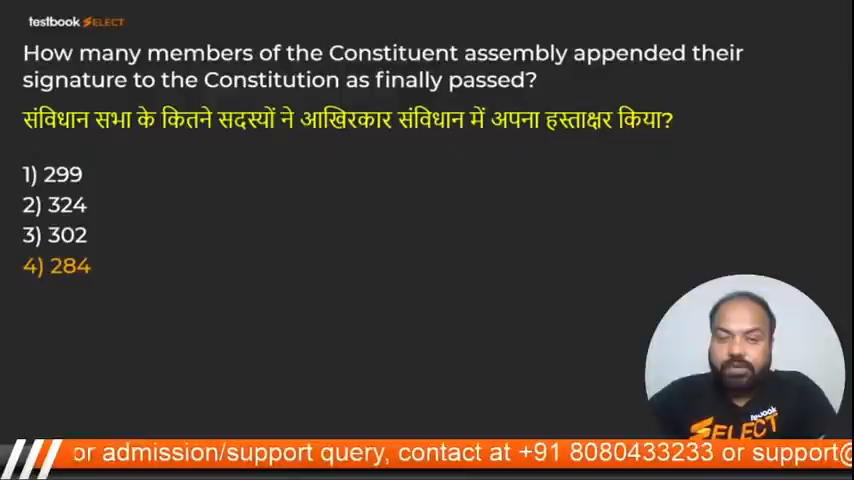 testbook SELECT
How many members of the Constituent assembly appended their
signature to the Constitution as finally passed?
संविधान सभा के कितने सदस्यों ने आखिरकार संविधान में अपना हस्ताक्षर किया?
1) 299
2) 324
3) 302
4) 284
testbook
SELECT
or admission/support query, contact at +91 8080433233 or support@